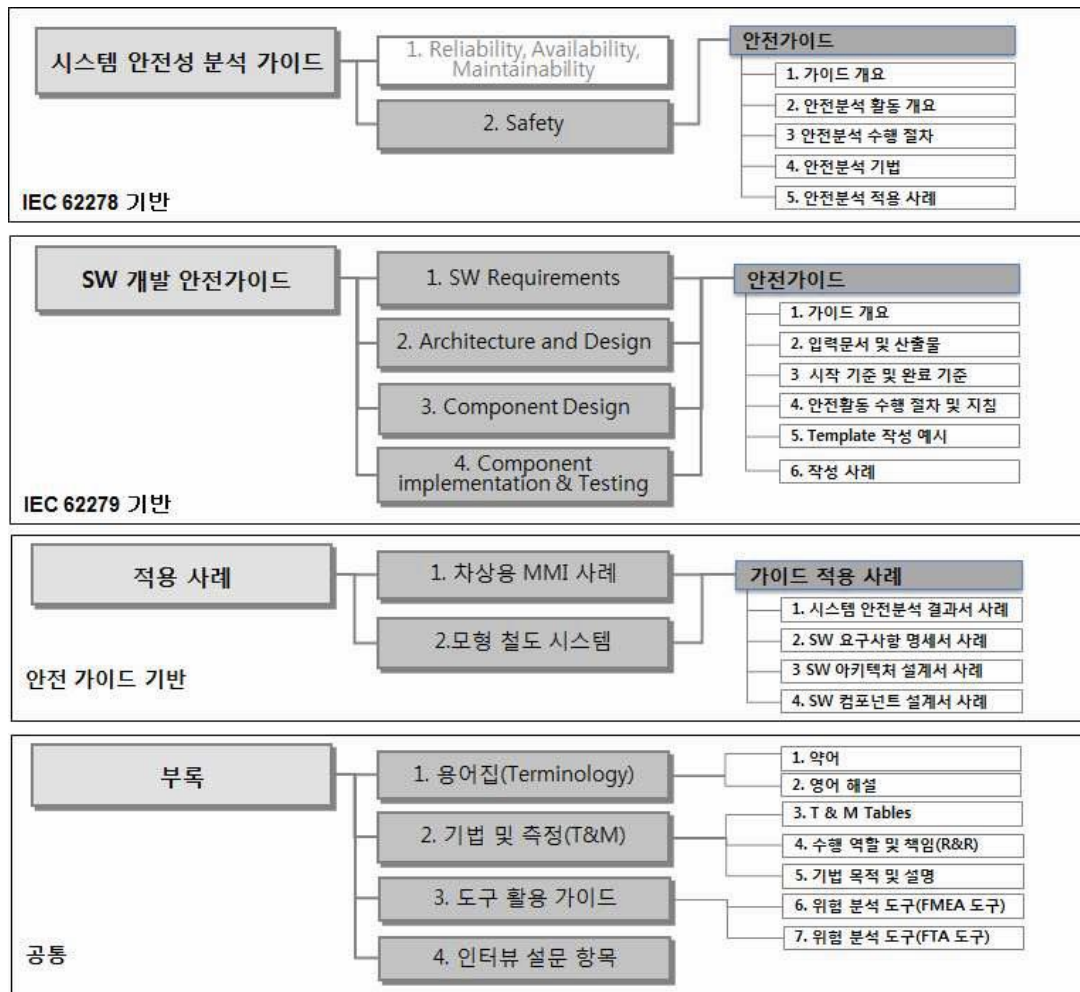 시스템 안전성 분석 가이드
1. Reliability, Availability,
Maintainability
2. Safety
안전가이드
1. 가이드 개요
2. 안전분석 활동 개요
3 안전분석 수행 절차
4. 안전분석 기법
5. 안전분석 적용 사례
IEC 62278 기반
SW 개발 안전가이드
1. SW Requirements
2. Architecture and Design
3. Component Design
4. Component
implementation & Testing
안전가이드
1. 가이드 개요
2. 입력문서 및 산출물
3 시작 기준 및 완료 기준
4. 안전활동 수행 절차 및 지침
5. Template 작성 예시
6. 작성 사례
IEC 62279 기반
적용 사례
1. 차상용 MMI 사례
2.모형 철도 시스템
가이드 적용 사례
1. 시스템 안전분석 결과서 사례
2. SW 요구사항 명세서 사례
3 SW 아키텍처 설계서 사례
4. SW 컴포넌트 설계서 사례
안전 가이드 기반
부록
1. 용어집(Terminology)
2. 기법 및 측정(T&M)
3. 도구 활용 가이드
4. 인터뷰 설문 항목
1. 약어
2. 영어 해설
3. T & M Tables
4. 수행 역할 및 책임(R&R)
5. 기법 목적 및 설명
6. 위험 분석 도구(FMEA 도구)
7. 위험 분석 도구(FTA 도구)
공통